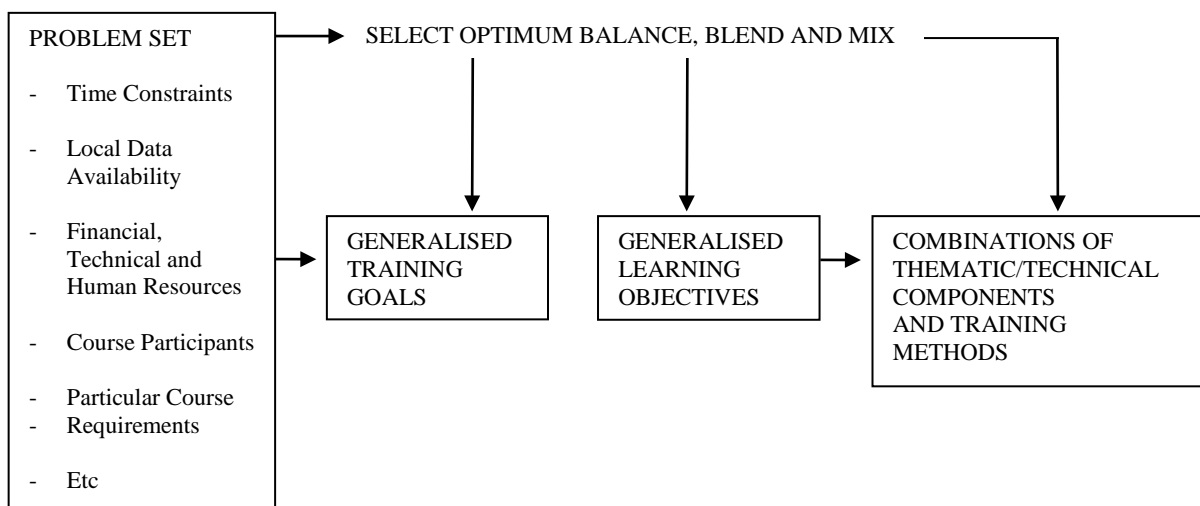 PROBLEM SET
- Time Constraints
- Local Data
Availability
- Financial,
Technical and
Human Resources
- Course Participants
- Particular Course
- Requirements
- Etc
SELECT OPTIMUM BALANCE, BLEND AND MIX
GENERALISED
TRAINING
GOALS
GENERALISED
LEARNING
OBJECTIVES
COMBINATIONS OF
THEMATIC/TECHNICAL
COMPONENTS
AND TRAINING
METHODS